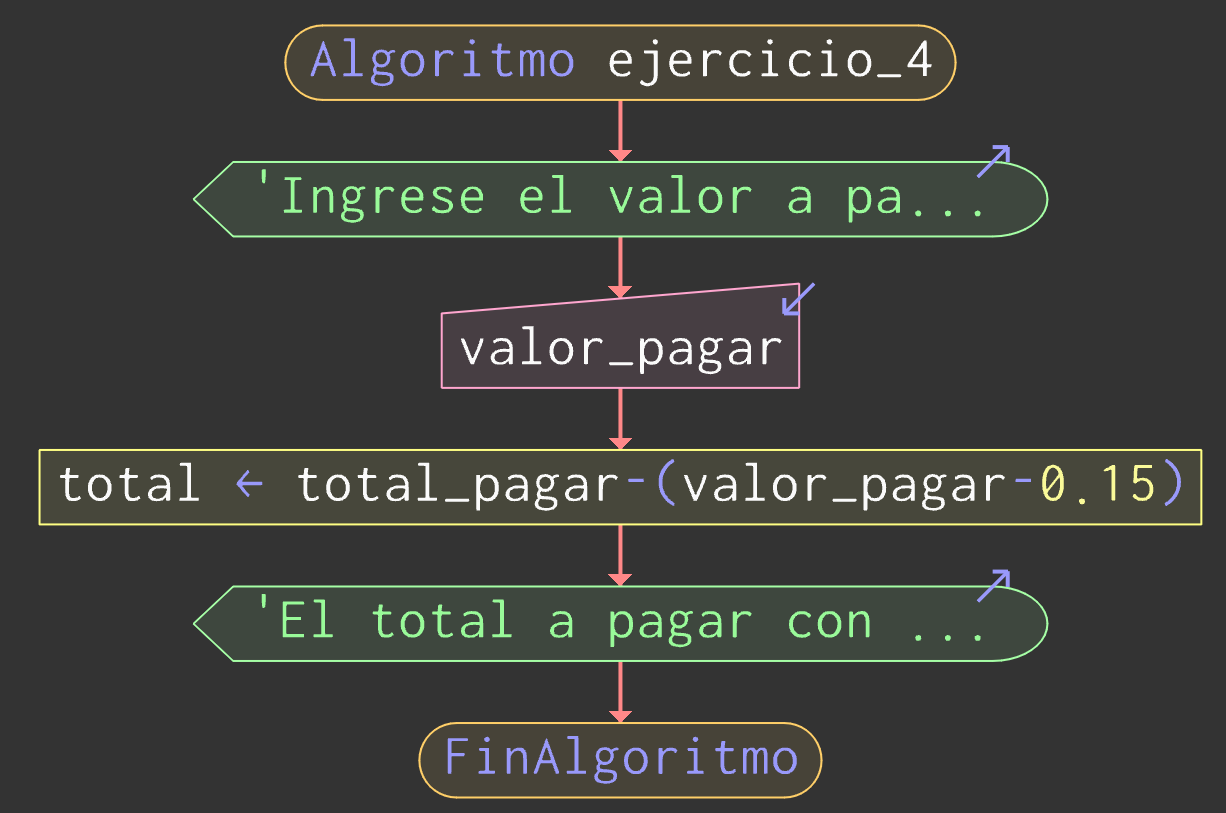 Algoritmo ejercicio_4
'Ingrese el valor a pa...
valor_pagar
total ← total_pagar-(valor_pagar-0.15)
'El total a pagar con ...
FinAlgoritmo